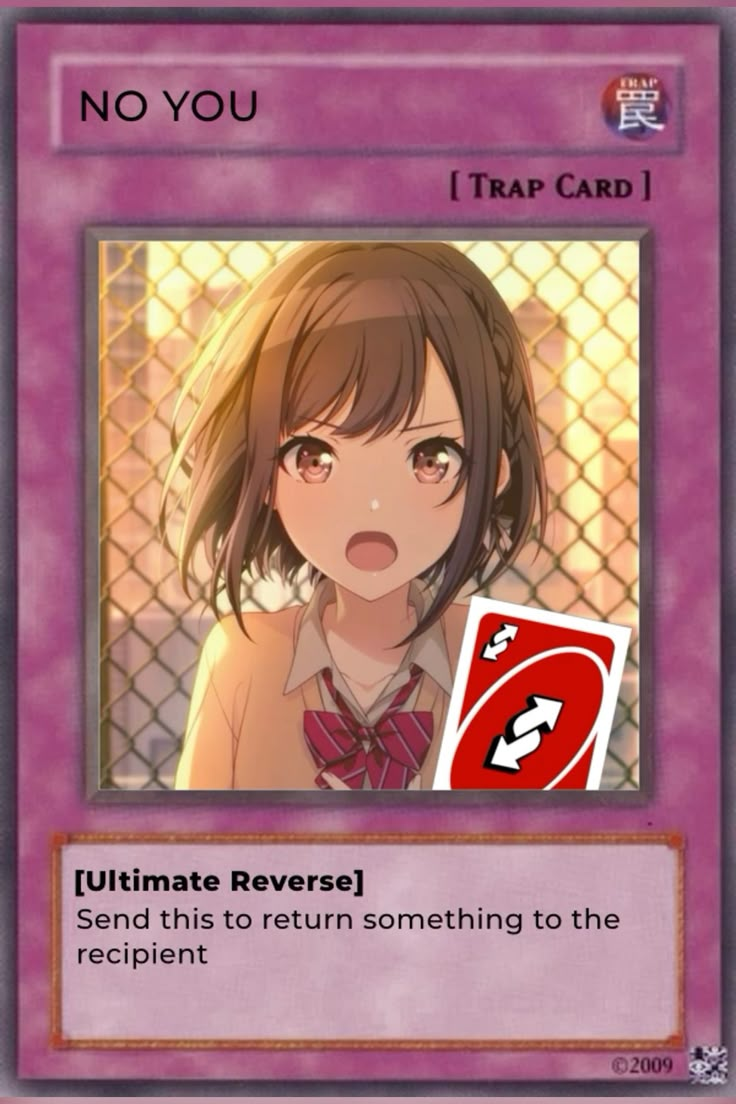 NO YOU
TRAP
罠
[ TRAP CARD ]
[Ultimate Reverse]
Send this to return something to the
recipient
©2009